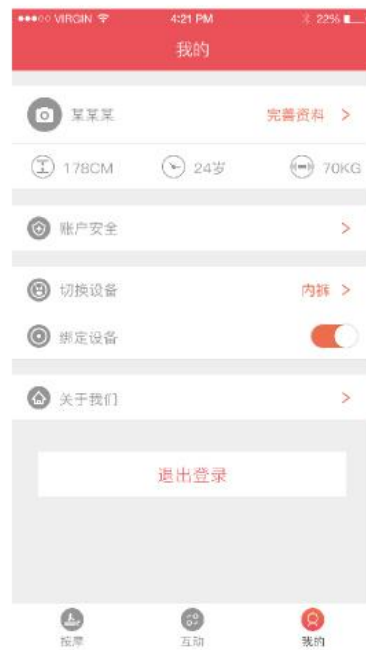 VIRGIN 4:21 PM 22%
我的
某某某 完善资料 >
178CM 24岁 70KG
账户安全 >
切换设备 内裤 >
绑定设备
关于我们 >
退出登录
按摩 互动 我的